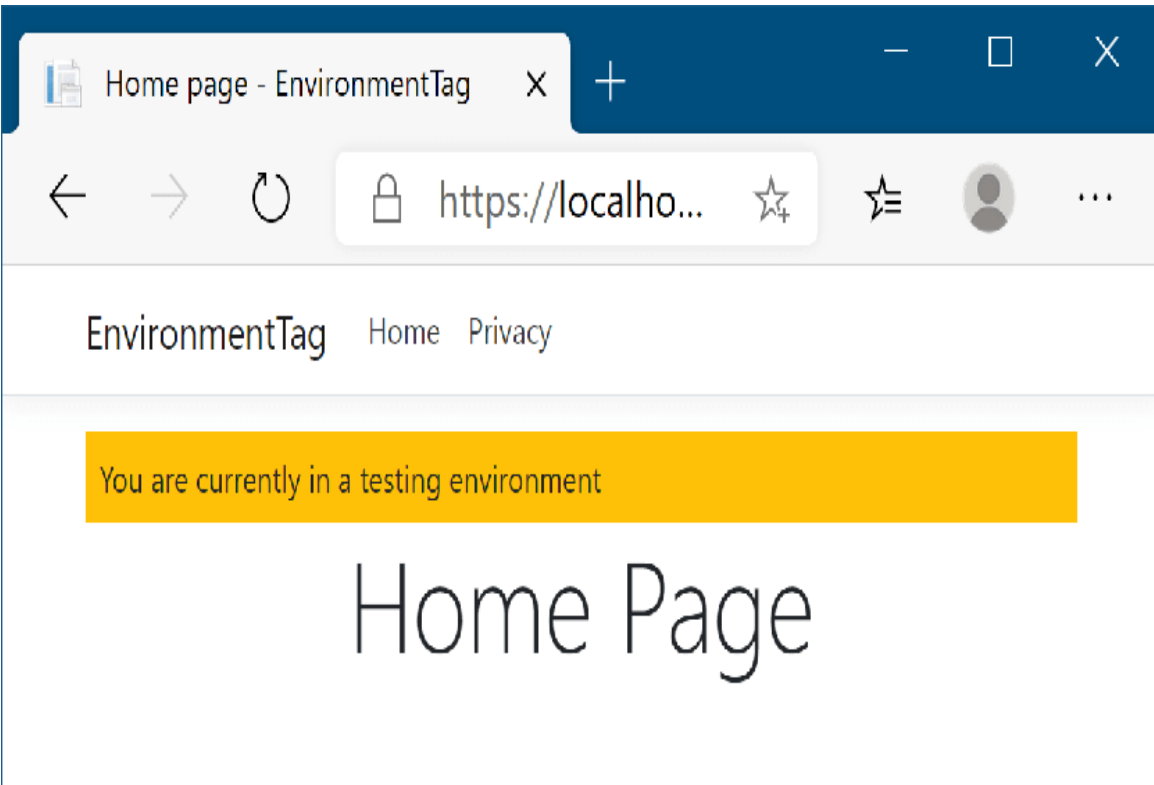 Home page - EnvironmentTag
https://localho...
EnvironmentTag Home Privacy
You are currently in a testing environment
Home Page